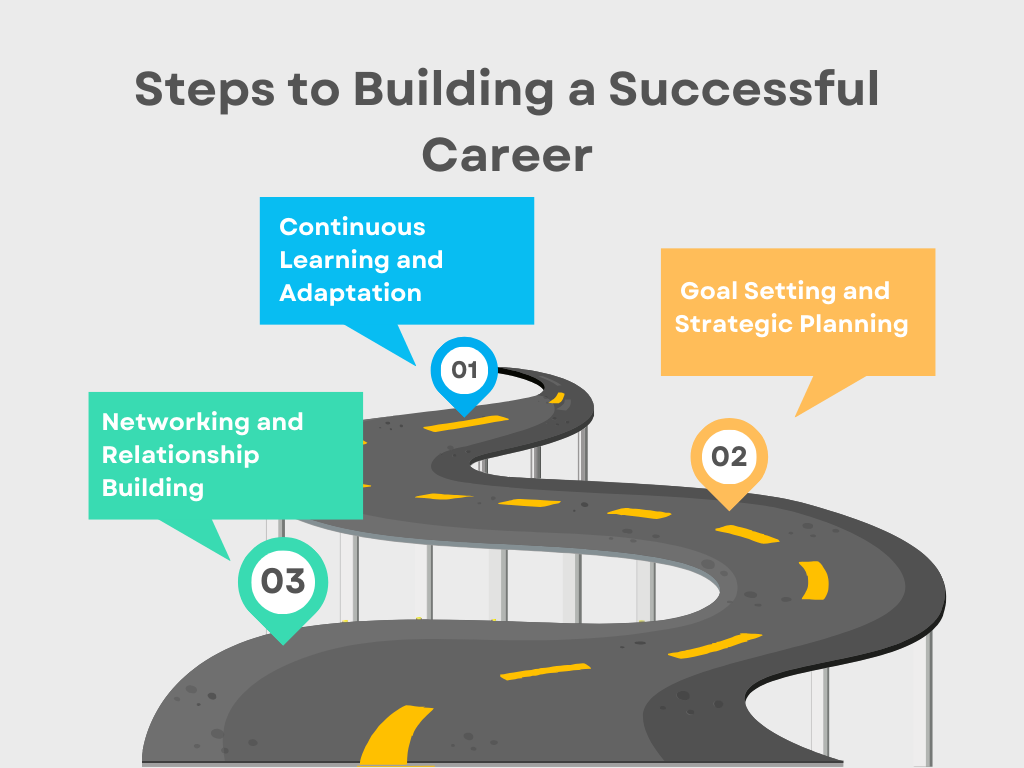 Steps to Building a Successful
Career
Continuous
Learning and
Adaptation
01
Goal Setting and
Strategic Planning
02
Networking and
Relationship
Building
03